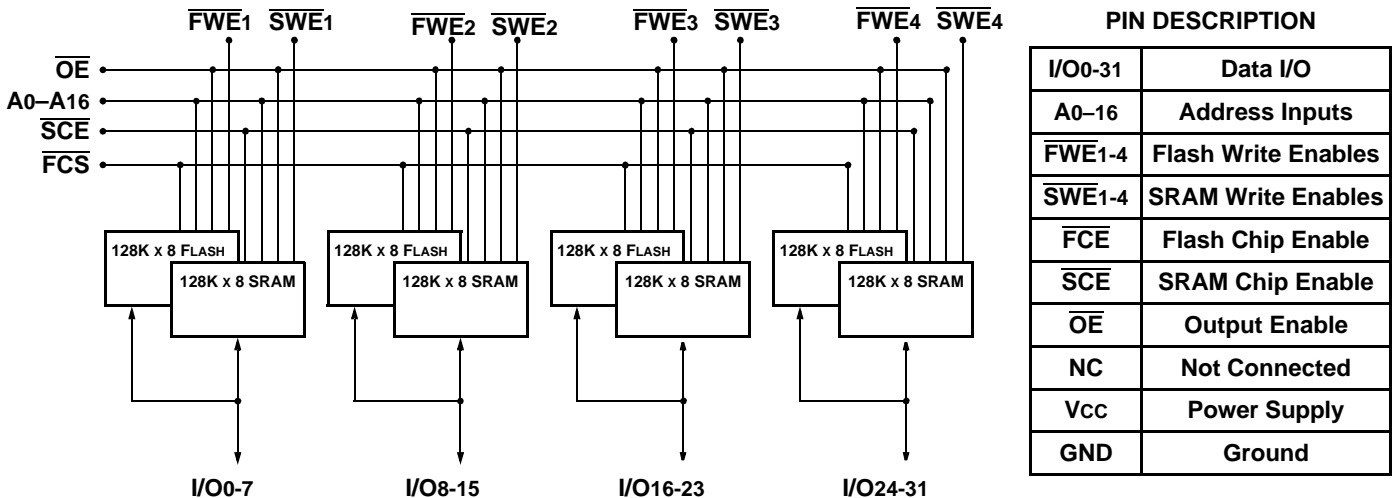 FWE1 SWE1 FWE2 SWE2 FWE3 SWE3 FWE4 SWE4
OE
A0–A16
SCE
FCS
128K x 8 FLASH
128K x 8 SRAM
128K x 8 FLASH
128K x 8 SRAM
128K x 8 FLASH
128K x 8 SRAM
128K x 8 FLASH
128K x 8 SRAM
I/O0-7 I/O8-15 I/O16-23 I/O24-31
PIN DESCRIPTION
I/O0-31 Data I/O
A0–16 Address Inputs
FWE1-4 Flash Write Enables
SWE1-4 SRAM Write Enables
FCE Flash Chip Enable
SCE SRAM Chip Enable
OE Output Enable
NC Not Connected
VCC Power Supply
GND Ground